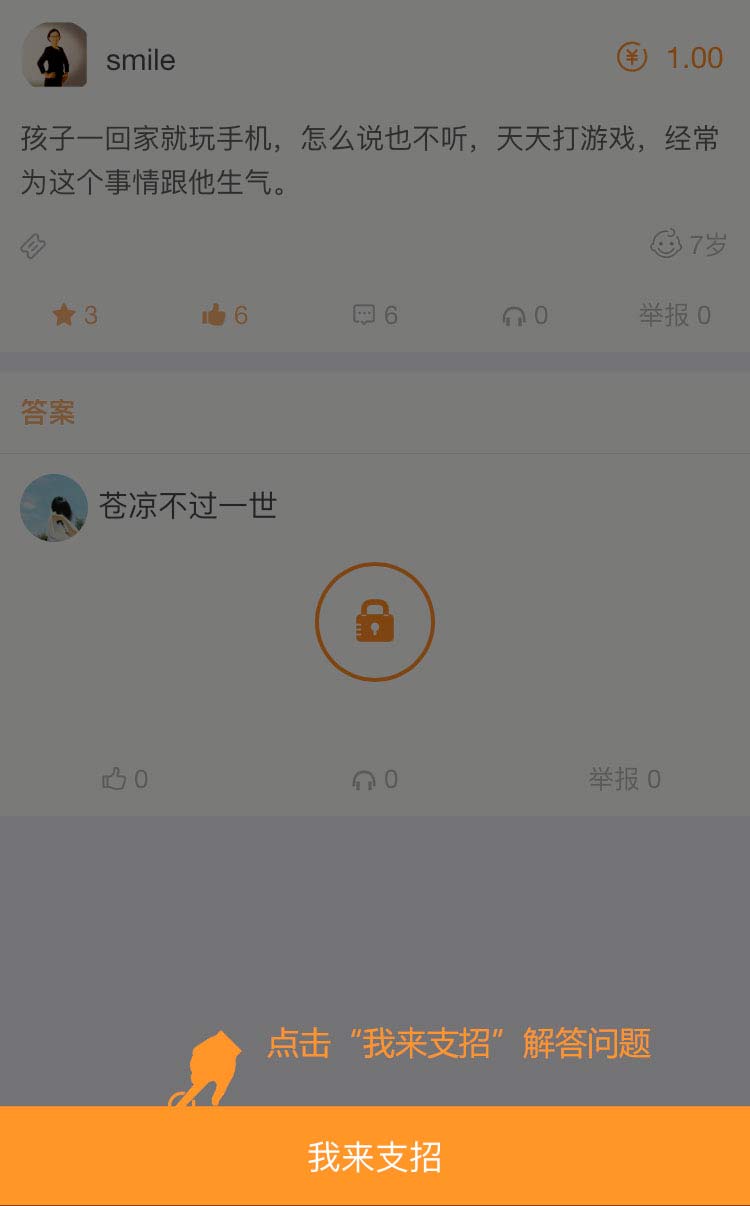 smile
1.00
孩子一回家就玩手机，怎么说也不听，天天打游戏，经常
为这个事情跟他生气。
7岁
3 6 6 0 举报 0
答案
苍凉不过一世
0 0 举报 0
点击“我来支招”解答问题
我来支招